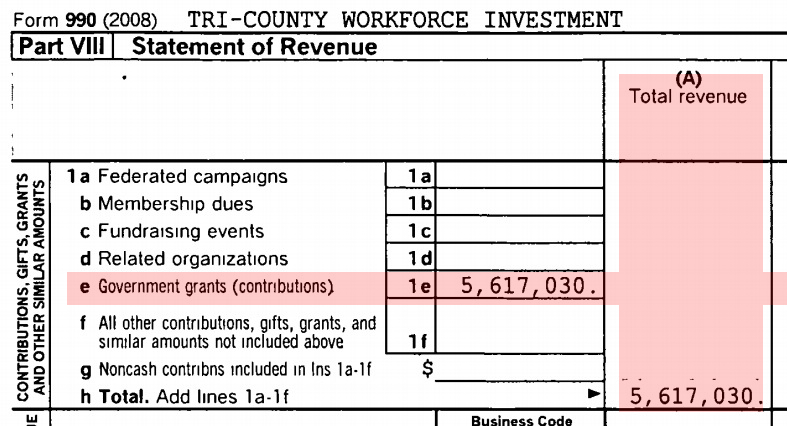 Form 990 (2008) TRI-COUNTY WORKFORCE INVESTMENT
Part VIII Statement of Revenue
(A)
Total revenue
CONTRIBUTIONS, GIFTS, GRANTS
AND OTHER SIMILAR AMOUNTS
1a Federated campaigns 1a
b Membership dues 1b
c Fundraising events 1c
d Related organizations 1d
e Government grants (contributions) 1e 5,617,030.
f All other contributions, gifts, grants, and
similar amounts not included above 1f
g Noncash contribns included in lns 1a-1f $
h Total. Add lines 1a-1f ► 5,617,030.
Business Code